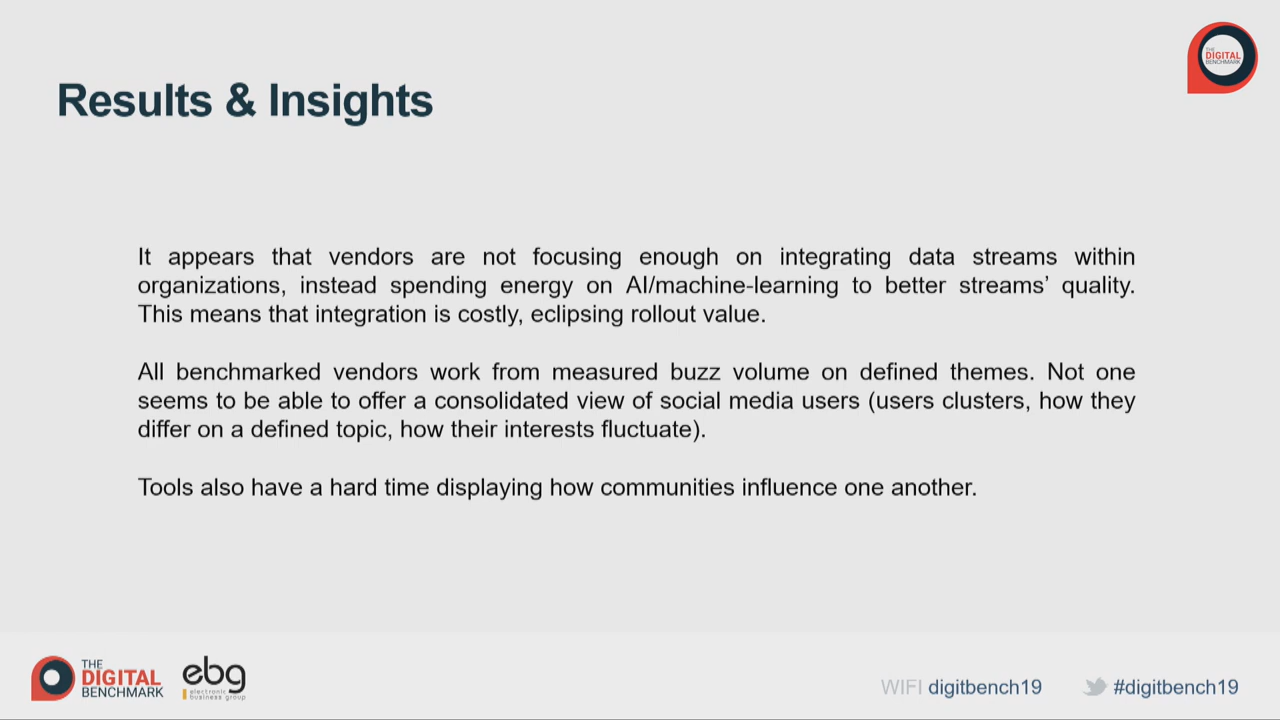 THE
DIGITAL
BENCHMARK
Results & Insights
It appears that vendors are not focusing enough on integrating data streams within
organizations, instead spending energy on AI/machine-learning to better streams’ quality.
This means that integration is costly, eclipsing rollout value.
All benchmarked vendors work from measured buzz volume on defined themes. Not one
seems to be able to offer a consolidated view of social media users (users clusters, how they
differ on a defined topic, how their interests fluctuate).
Tools also have a hard time displaying how communities influence one another.
THE
DIGITAL
BENCHMARK
ebg
electronic
business group
WIFI digitbench19
#digitbench19